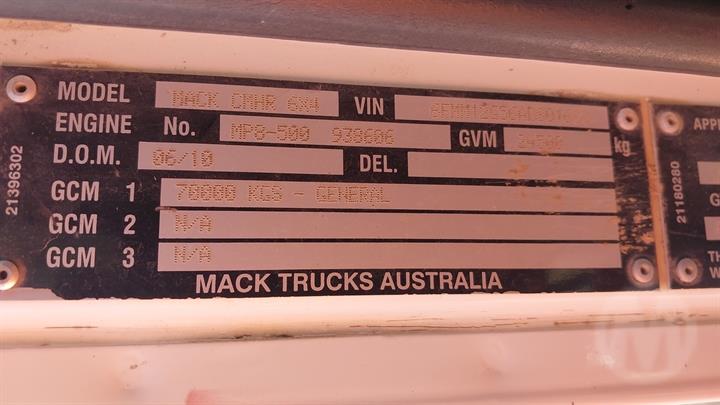 MODEL MACK CMHR 6X4 VIN
ENGINE No. MP8-500 938606 GVM 24500 kg
D.O.M. 06/10 DEL.
GCM 1 70000 KGS - GENERAL
GCM 2 N/A
GCM 3 N/A
MACK TRUCKS AUSTRALIA
21396302
21180280